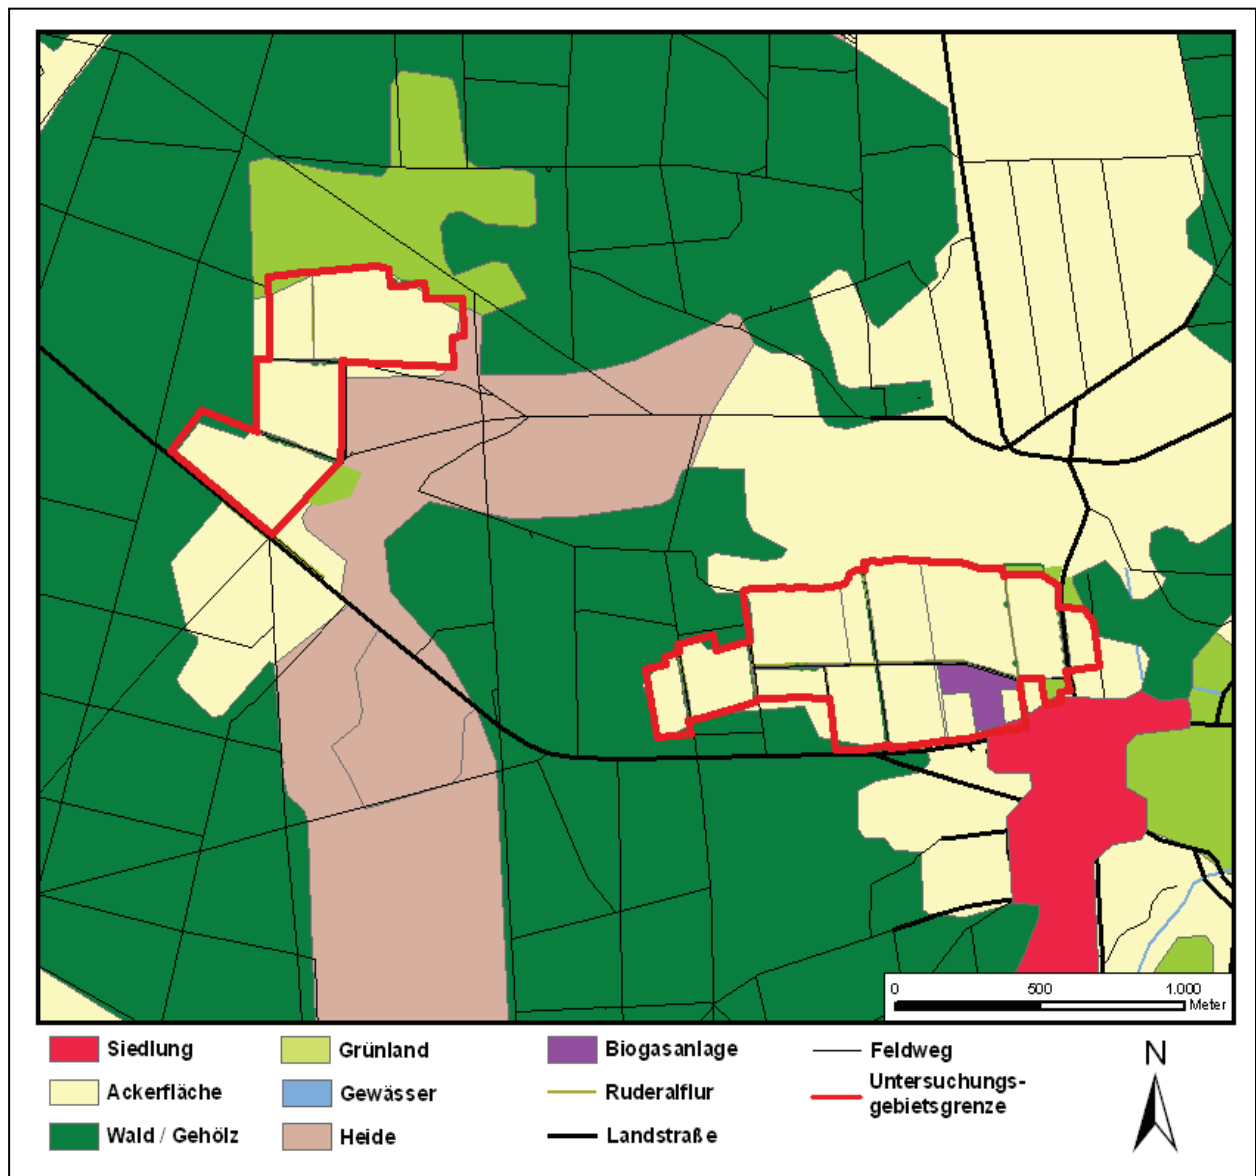 0 500 1.000
Meter
Siedlung
Ackerfläche
Wald / Gehölz
Grünland
Gewässer
Heide
Biogasanlage
Ruderalflur
Landstraße
Feldweg
Untersuchungs-
gebietsgrenze
N